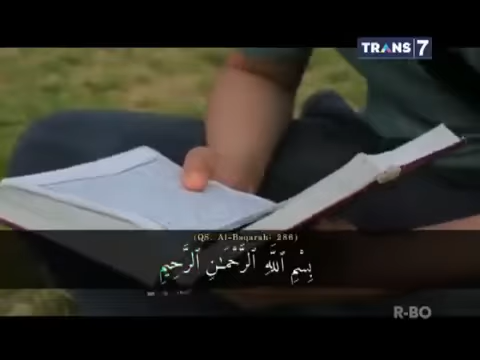 TRANS 7
(QS. Al-Baqarah: 286)
بِسْمِ اللَّهِ الرَّحْمَٰنِ الرَّحِيمِ
R-BO